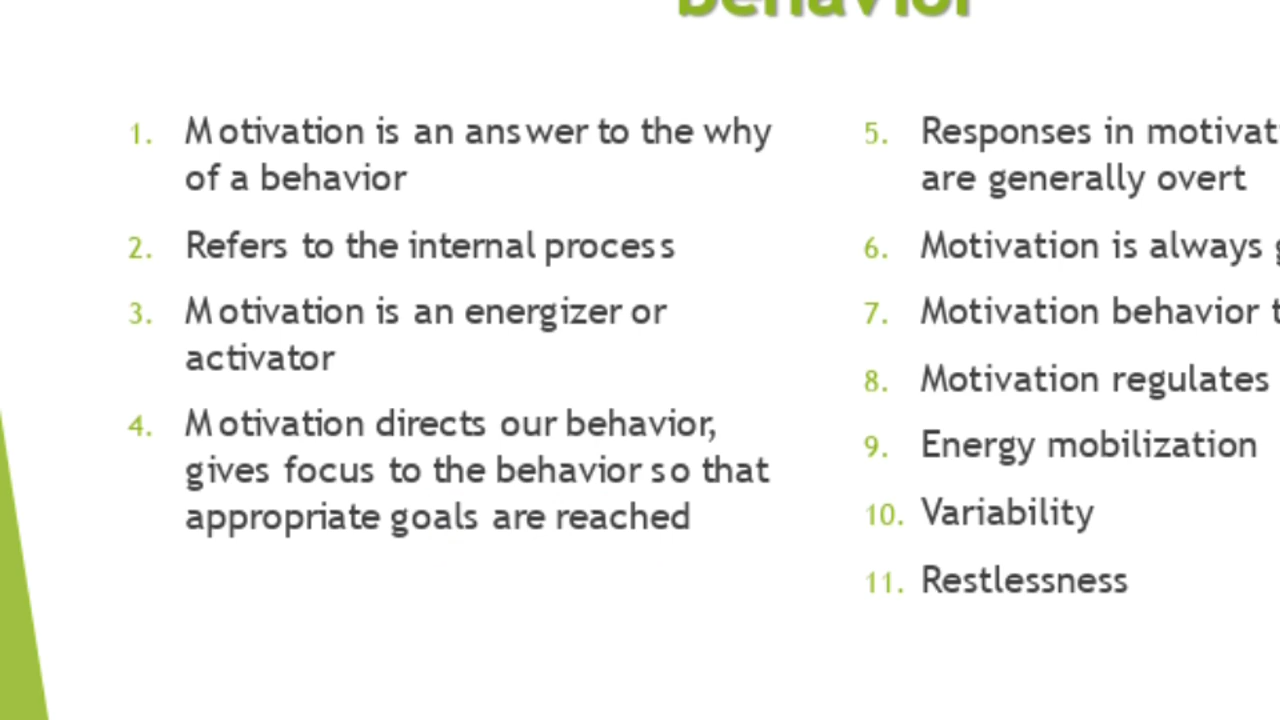 behavior
1. Motivation is an answer to the why
of a behavior
2. Refers to the internal process
3. Motivation is an energizer or
activator
4. Motivation directs our behavior,
gives focus to the behavior so that
appropriate goals are reached
5. Responses in
are generally overt
6. Motivation is always
7. Motivation behavior
8. Motivation regulates
9. Energy mobilization
10. Variability
11. Restlessness